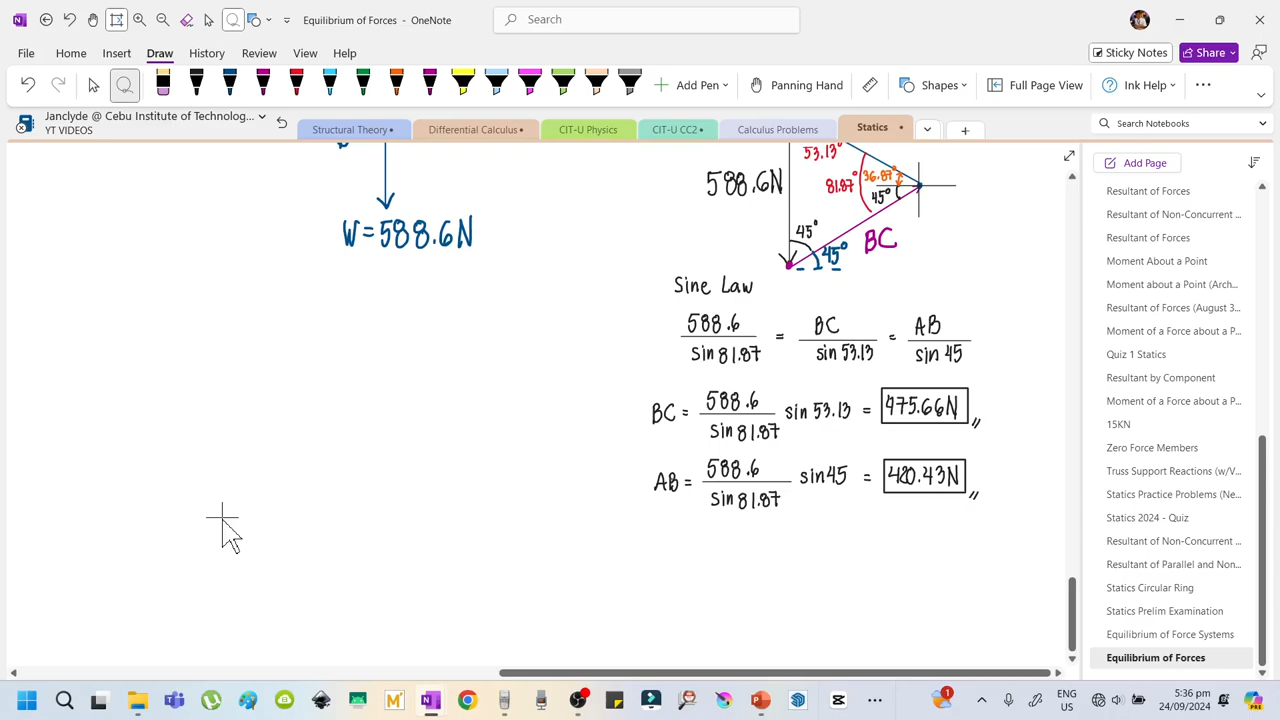 Equilibrium of Forces - OneNote
Search
File Home Insert Draw History Review View Help
Sticky Notes
Share
Add Pen
Panning Hand
Shapes
Full Page View
Ink Help
Janclyde @ Cebu Institute of Technolog...
YT VIDEOS
Structural Theory
Differential Calculus
CIT-U Physics
CIT-U CC2
Calculus Problems
Statics
Search Notebooks
Add Page
Resultant of Forces
Resultant of Non-Concurrent ...
Resultant of Forces
Moment About a Point
Moment about a Point (Arch...
Resultant of Forces (August 3...
Moment of a Force about a P...
Quiz 1 Statics
Resultant by Component
Moment of a Force about a P...
15KN
Zero Force Members
Truss Support Reactions (w/V...
Statics Practice Problems (Ne...
Statics 2024 - Quiz
Resultant of Non-Concurrent ...
Resultant of Parallel and Non...
Statics Circular Ring
Statics Prelim Examination
Equilibrium of Force Systems
Equilibrium of Forces
W=588.6N
53.13°
588.6N
81.87°
36.87°
45°
45°
45°
BC
Sine Law
588.6 / sin 81.87 = BC / sin 53.13 = AB / sin 45
BC = 588.6 / sin 81.87 sin 53.13 = 475.66N
AB = 588.6 / sin 81.87 sin45 = 420.43N
ENG
US
5:36 pm
24/09/2024
1